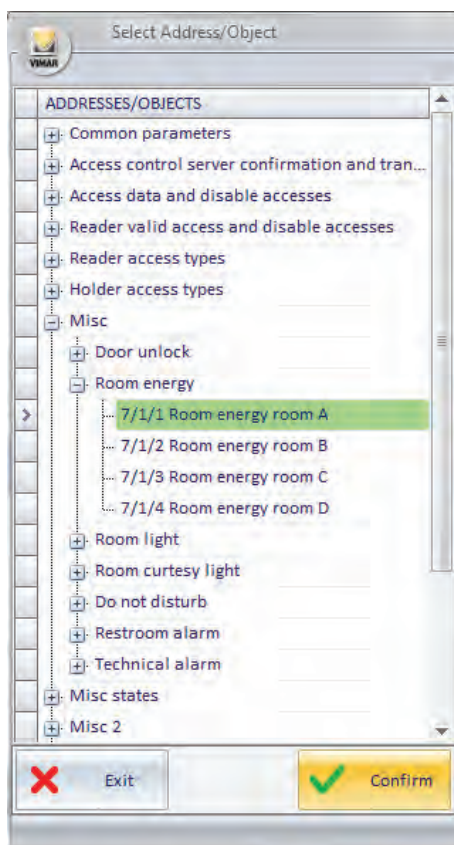 Select Address/Object
VIMAR
ADDRESSES/OBJECTS
Common parameters
Access control server confirmation and tran...
Access data and disable accesses
Reader valid access and disable accesses
Reader access types
Holder access types
Misc
Door unlock
Room energy
7/1/1 Room energy room A
7/1/2 Room energy room B
7/1/3 Room energy room C
7/1/4 Room energy room D
Room light
Room curtesy light
Do not disturb
Restroom alarm
Technical alarm
Misc states
Misc 2
Exit Confirm